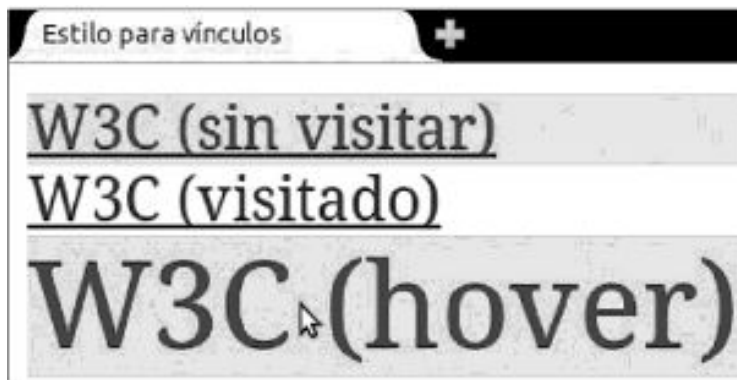 Estilo para vínculos
W3C (sin visitar)
W3C (visitado)
W3C (hover)